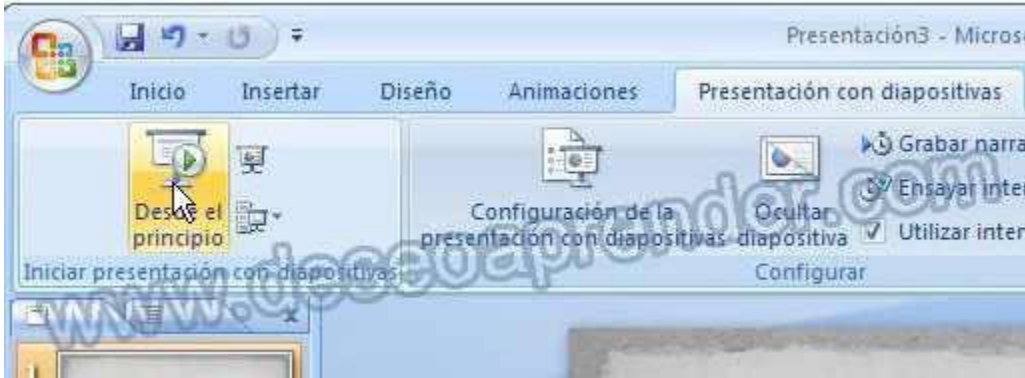 Presentación3 - Micros
Inicio Insertar Diseño Animaciones Presentación con diapositivas
Desde el
principio
Configuración de la
presentación con diapositivas
Ocultar
diapositiva
Grabar narra
Ensayar inter
Utilizar inter
Iniciar presentación con diapositivas
Configurar
www.deseoaprender.com
1